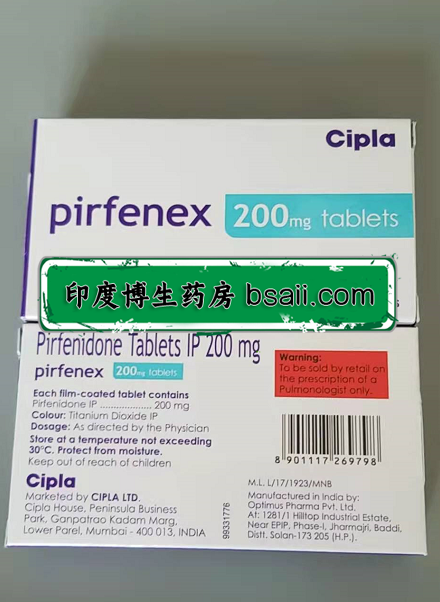 Cipla
pirfenex 200mg tablets
印度博生药房 bsaii.com
Pirfenidone Tablets IP 200 mg
pirfenex 200mg tablets
Each film-coated tablet contains
Pirfenidone IP .................... 200 mg
Colour: Titanium Dioxide IP
Dosage: As directed by the Physician
Store at a temperature not exceeding
30°C. Protect from moisture.
Keep out of reach of children
Warning:
To be sold by retail on
the prescription of a
Pulmonologist only.
8 901117 269798
Cipla
Marketed by CIPLA LTD.
Cipla House, Peninsula Business
Park, Ganpatrao Kadam Marg,
Lower Parel, Mumbai - 400 013, INDIA
99331776
M.L. L/17/1923/MNB
Manufactured in India by:
Optimus Pharma Pvt. Ltd.
At: 1281/1 Hilltop Industrial Estate,
Near EPIP, Phase-I, Jharmajri, Baddi,
Distt. Solan-173 205 (H.P.).